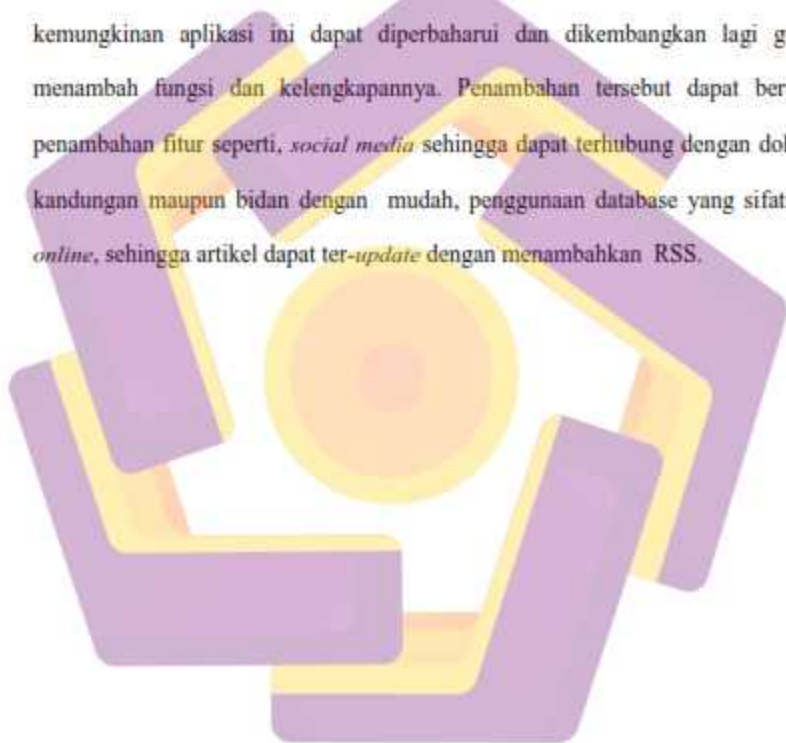 kemungkinan aplikasi ini dapat diperbaharui dan dikembangkan lagi g
menambah fungsi dan kelengkapannya. Penambahan tersebut dapat ber
penambahan fitur seperti, social media sehingga dapat terhubung dengan dol
kandungan maupun bidan dengan mudah, penggunaan database yang sifat
online, sehingga artikel dapat ter-update dengan menambahkan RSS.